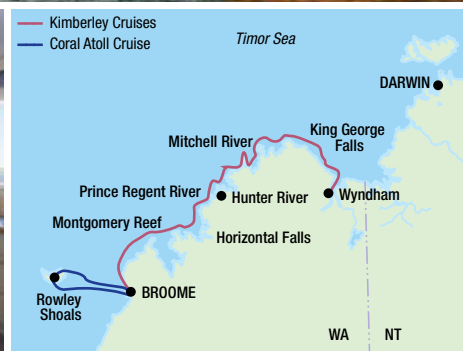 Kimberley Cruises
Coral Atoll Cruise
Timor Sea
DARWIN
King George
Falls
Mitchell River
Prince Regent River
Hunter River
Wyndham
Montgomery Reef
Horizontal Falls
Rowley
Shoals
BROOME
WA
NT